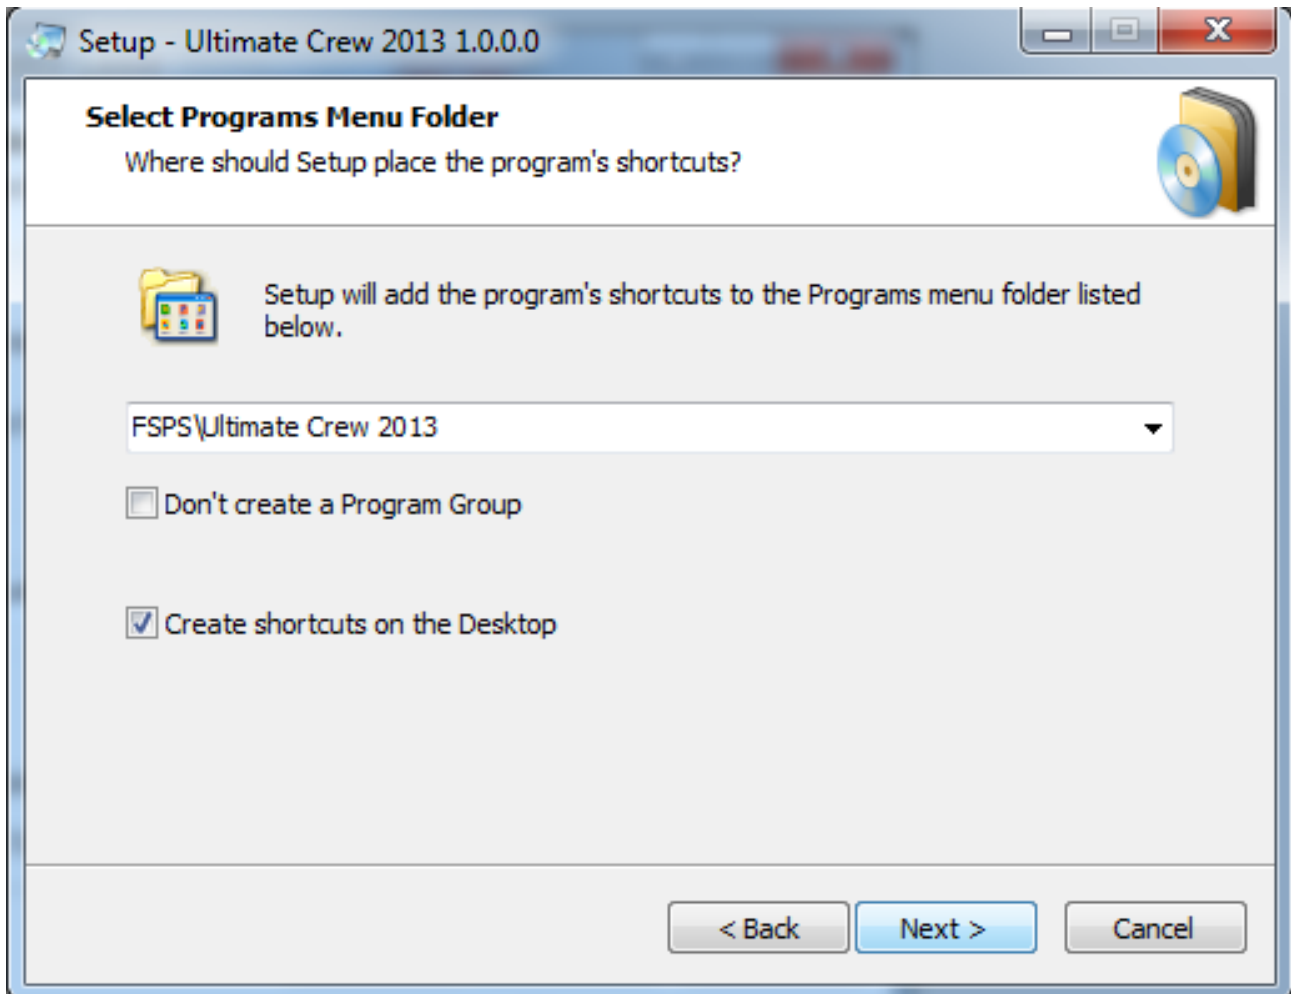 Setup - Ultimate Crew 2013 1.0.0.0
Select Programs Menu Folder
Where should Setup place the program's shortcuts?
Setup will add the program's shortcuts to the Programs menu folder listed
below.
FSPS\Ultimate Crew 2013
Don't create a Program Group
Create shortcuts on the Desktop
< Back
Next >
Cancel